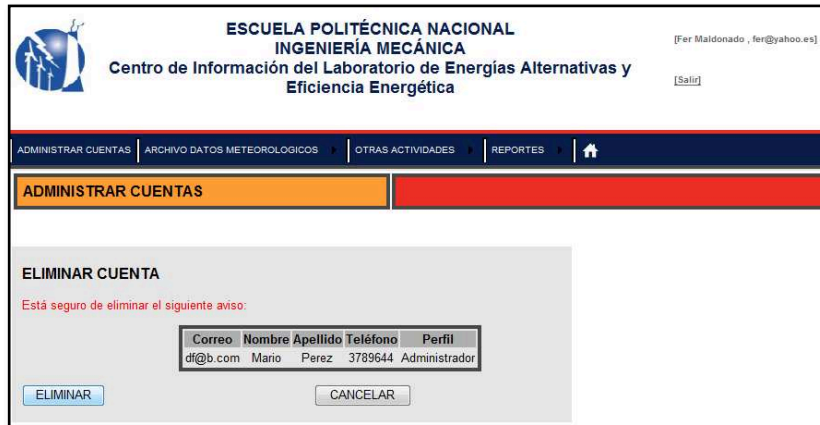 ESCUELA POLITÉCNICA NACIONAL
INGENIERÍA MECÁNICA
Centro de Información del Laboratorio de Energías Alternativas y
Eficiencia Energética
[Fer Maldonado , fer@yahoo.es]
[Salir]
ADMINISTRAR CUENTAS ARCHIVO DATOS METEOROLOGICOS OTRAS ACTIVIDADES REPORTES
ADMINISTRAR CUENTAS
ELIMINAR CUENTA
Está seguro de eliminar el siguiente aviso:
Correo Nombre Apellido Teléfono Perfil
df@b.com Mario Perez 3789644 Administrador
ELIMINAR CANCELAR